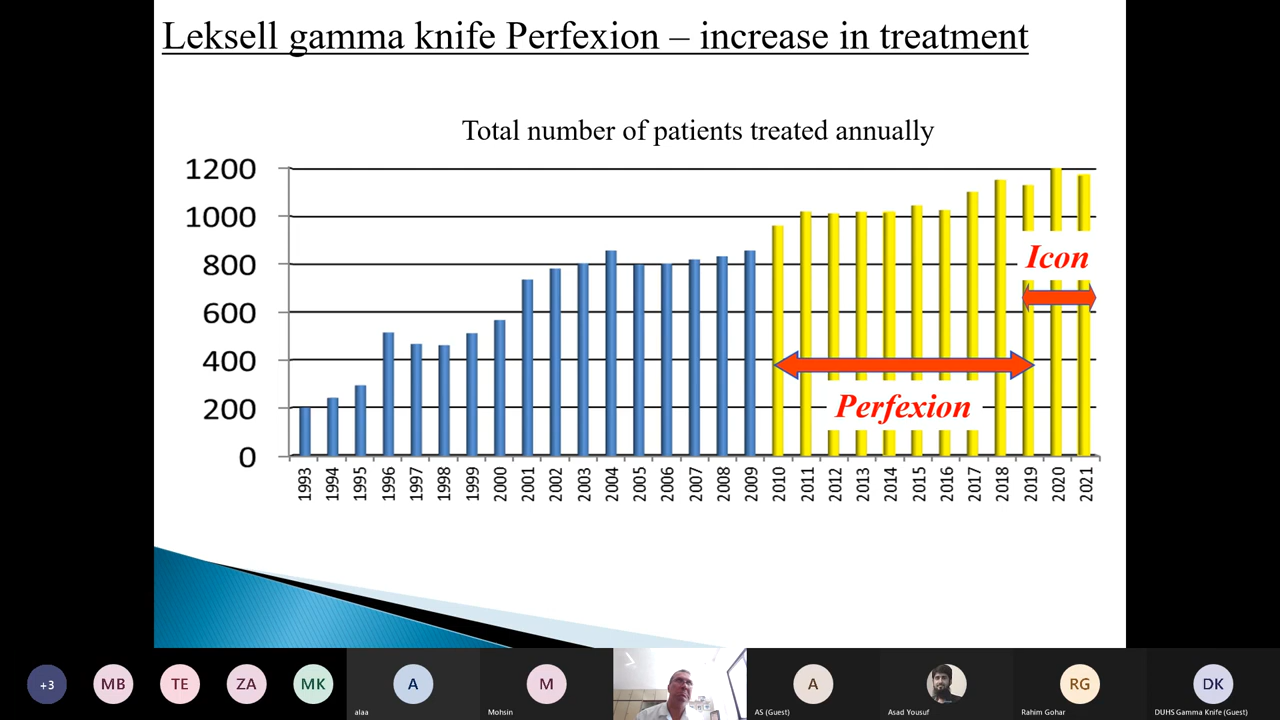 Leksell gamma knife Perfexion – increase in treatment
Total number of patients treated annually
1200
1000
800
600
400
200
0
Icon
Perfexion
1993 1994 1995 1996 1997 1998 1999 2000 2001 2002 2003 2004 2005 2006 2007 2008 2009 2010 2011 2012 2013 2014 2015 2016 2017 2018 2019 2020 2021
+3 MB TE ZA MK A M A RG DK
alaa Mohsin AS (Guest) Asad Yousuf Rahim Gohar DUHS Gamma Knife (Guest)